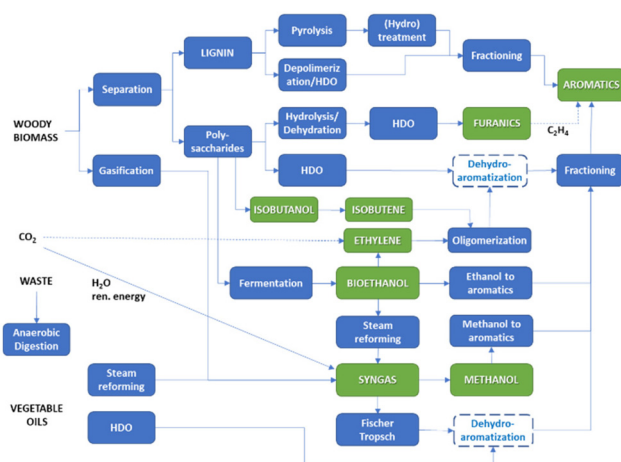 Pyrolysis
(Hydro)
treatment
LIGNIN
Fractioning
Separation
Depolimeriz
ation/HDO
AROMATICS
WOODY
BIOMASS
Poly-
saccharides
Hydrolysis/
Dehydration
HDO
FURANICS
C₂H₄
Gasification
HDO
Dehydro-
aromatization
Fractioning
ISOBUTANOL
ISOBUTENE
CO₂
ETHYLENE
Oligomerization
WASTE
H₂O
ren. energy
Fermentation
BIOETHANOL
Ethanol to
aromatics
Anaerobic
Digestion
Steam
reforming
Methanol to
aromatics
Steam
reforming
SYNGAS
METHANOL
VEGETABLE
OILS
HDO
Fischer
Tropsch
Dehydro-
aromatization